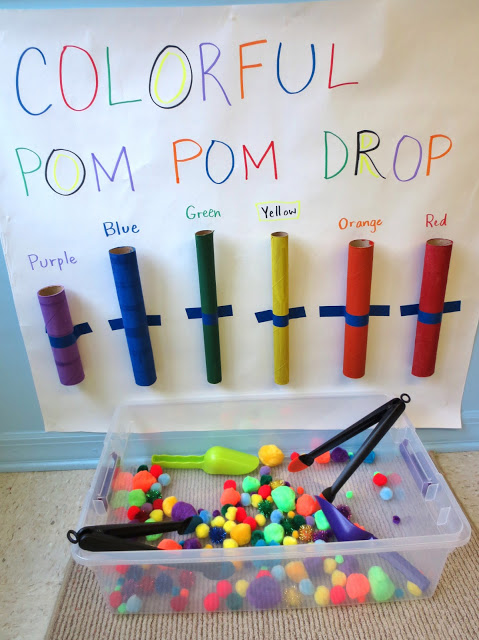 COLORFUL
POM POM DROP
Purple Blue Green Yellow Orange Red